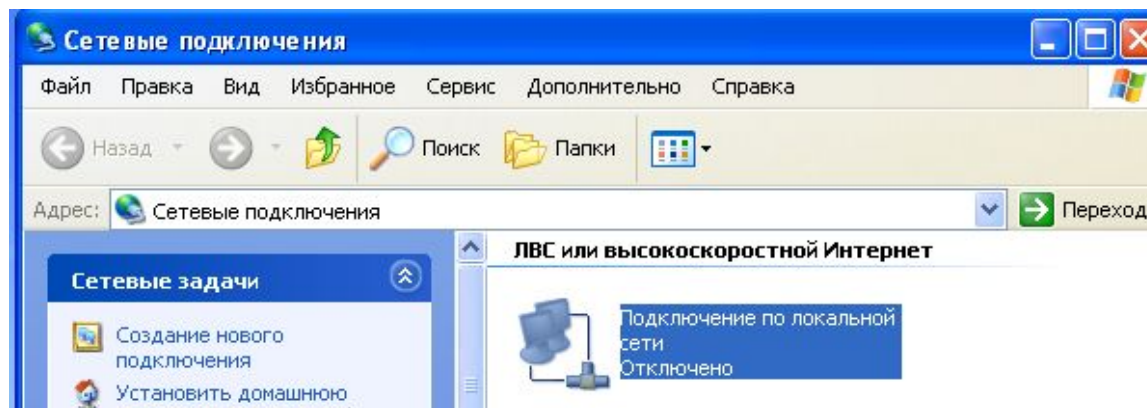 Сетевые подключения
Файл Правка Вид Избранное Сервис Дополнительно Справка
Назад Поиск Папки
Адрес: Сетевые подключения Переход
ЛВС или высокоскоростной Интернет
Сетевые задачи
Подключение по локальной
сети
Отключено
Создание нового
подключения
Установить домашнюю